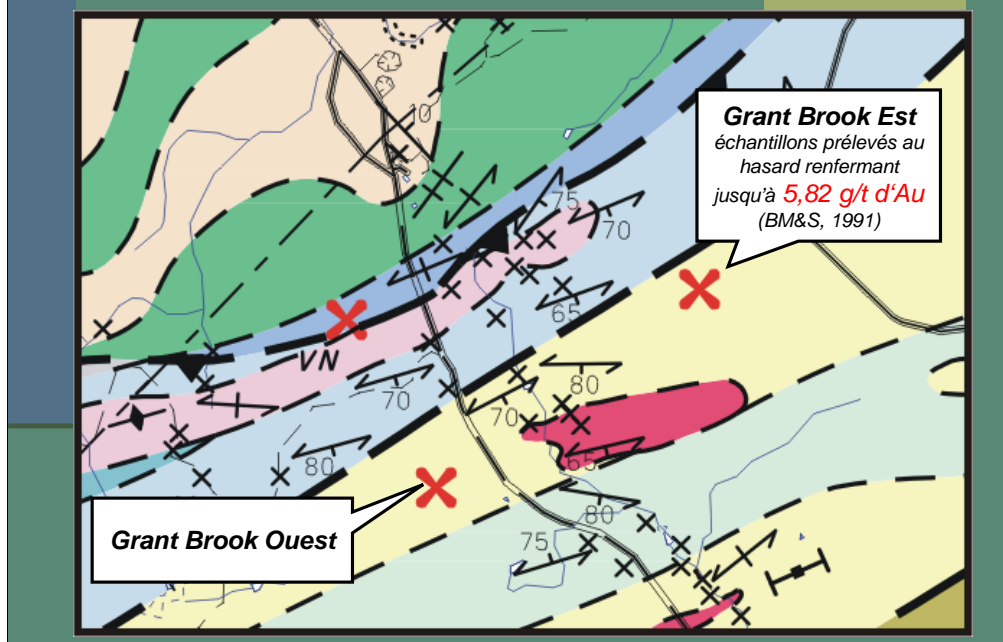 10
Grant Brook Est
échantillons prélevés au
hasard renfermant
jusqu'à 5,82 g/t d'Au
(BM&S, 1991)
75
70
65
VN
80
70
70
80
65
80
75
Grant Brook Ouest